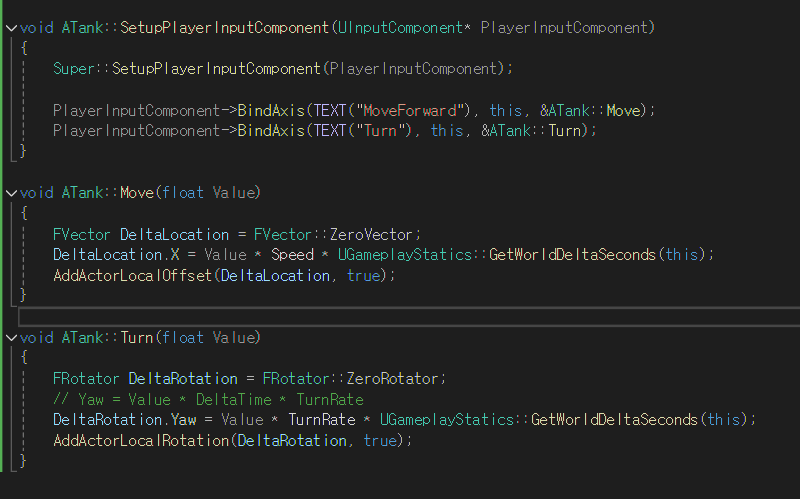 void ATank::SetupPlayerInputComponent(UInputComponent* PlayerInputComponent)
{
Super::SetupPlayerInputComponent(PlayerInputComponent);
PlayerInputComponent->BindAxis(TEXT("MoveForward"), this, &ATank::Move);
PlayerInputComponent->BindAxis(TEXT("Turn"), this, &ATank::Turn);
}
void ATank::Move(float Value)
{
FVector DeltaLocation = FVector::ZeroVector;
DeltaLocation.X = Value * Speed * UGameplayStatics::GetWorldDeltaSeconds(this);
AddActorLocalOffset(DeltaLocation, true);
}
void ATank::Turn(float Value)
{
FRotator DeltaRotation = FRotator::ZeroRotator;
// Yaw = Value * DeltaTime * TurnRate
DeltaRotation.Yaw = Value * TurnRate * UGameplayStatics::GetWorldDeltaSeconds(this);
AddActorLocalRotation(DeltaRotation, true);
}